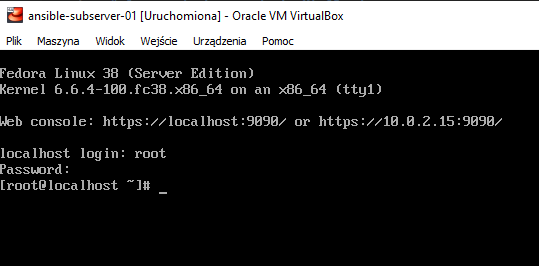 ansible-subserver-01 [Uruchomiona] - Oracle VM VirtualBox
Plik Maszyna Widok Wejście Urządzenia Pomoc
Fedora Linux 38 (Server Edition)
Kernel 6.6.4-100.fc38.x86_64 on an x86_64 (tty1)
Web console: https://localhost:9090/ or https://10.0.2.15:9090/
localhost login: root
Password:
[root@localhost ~]# _